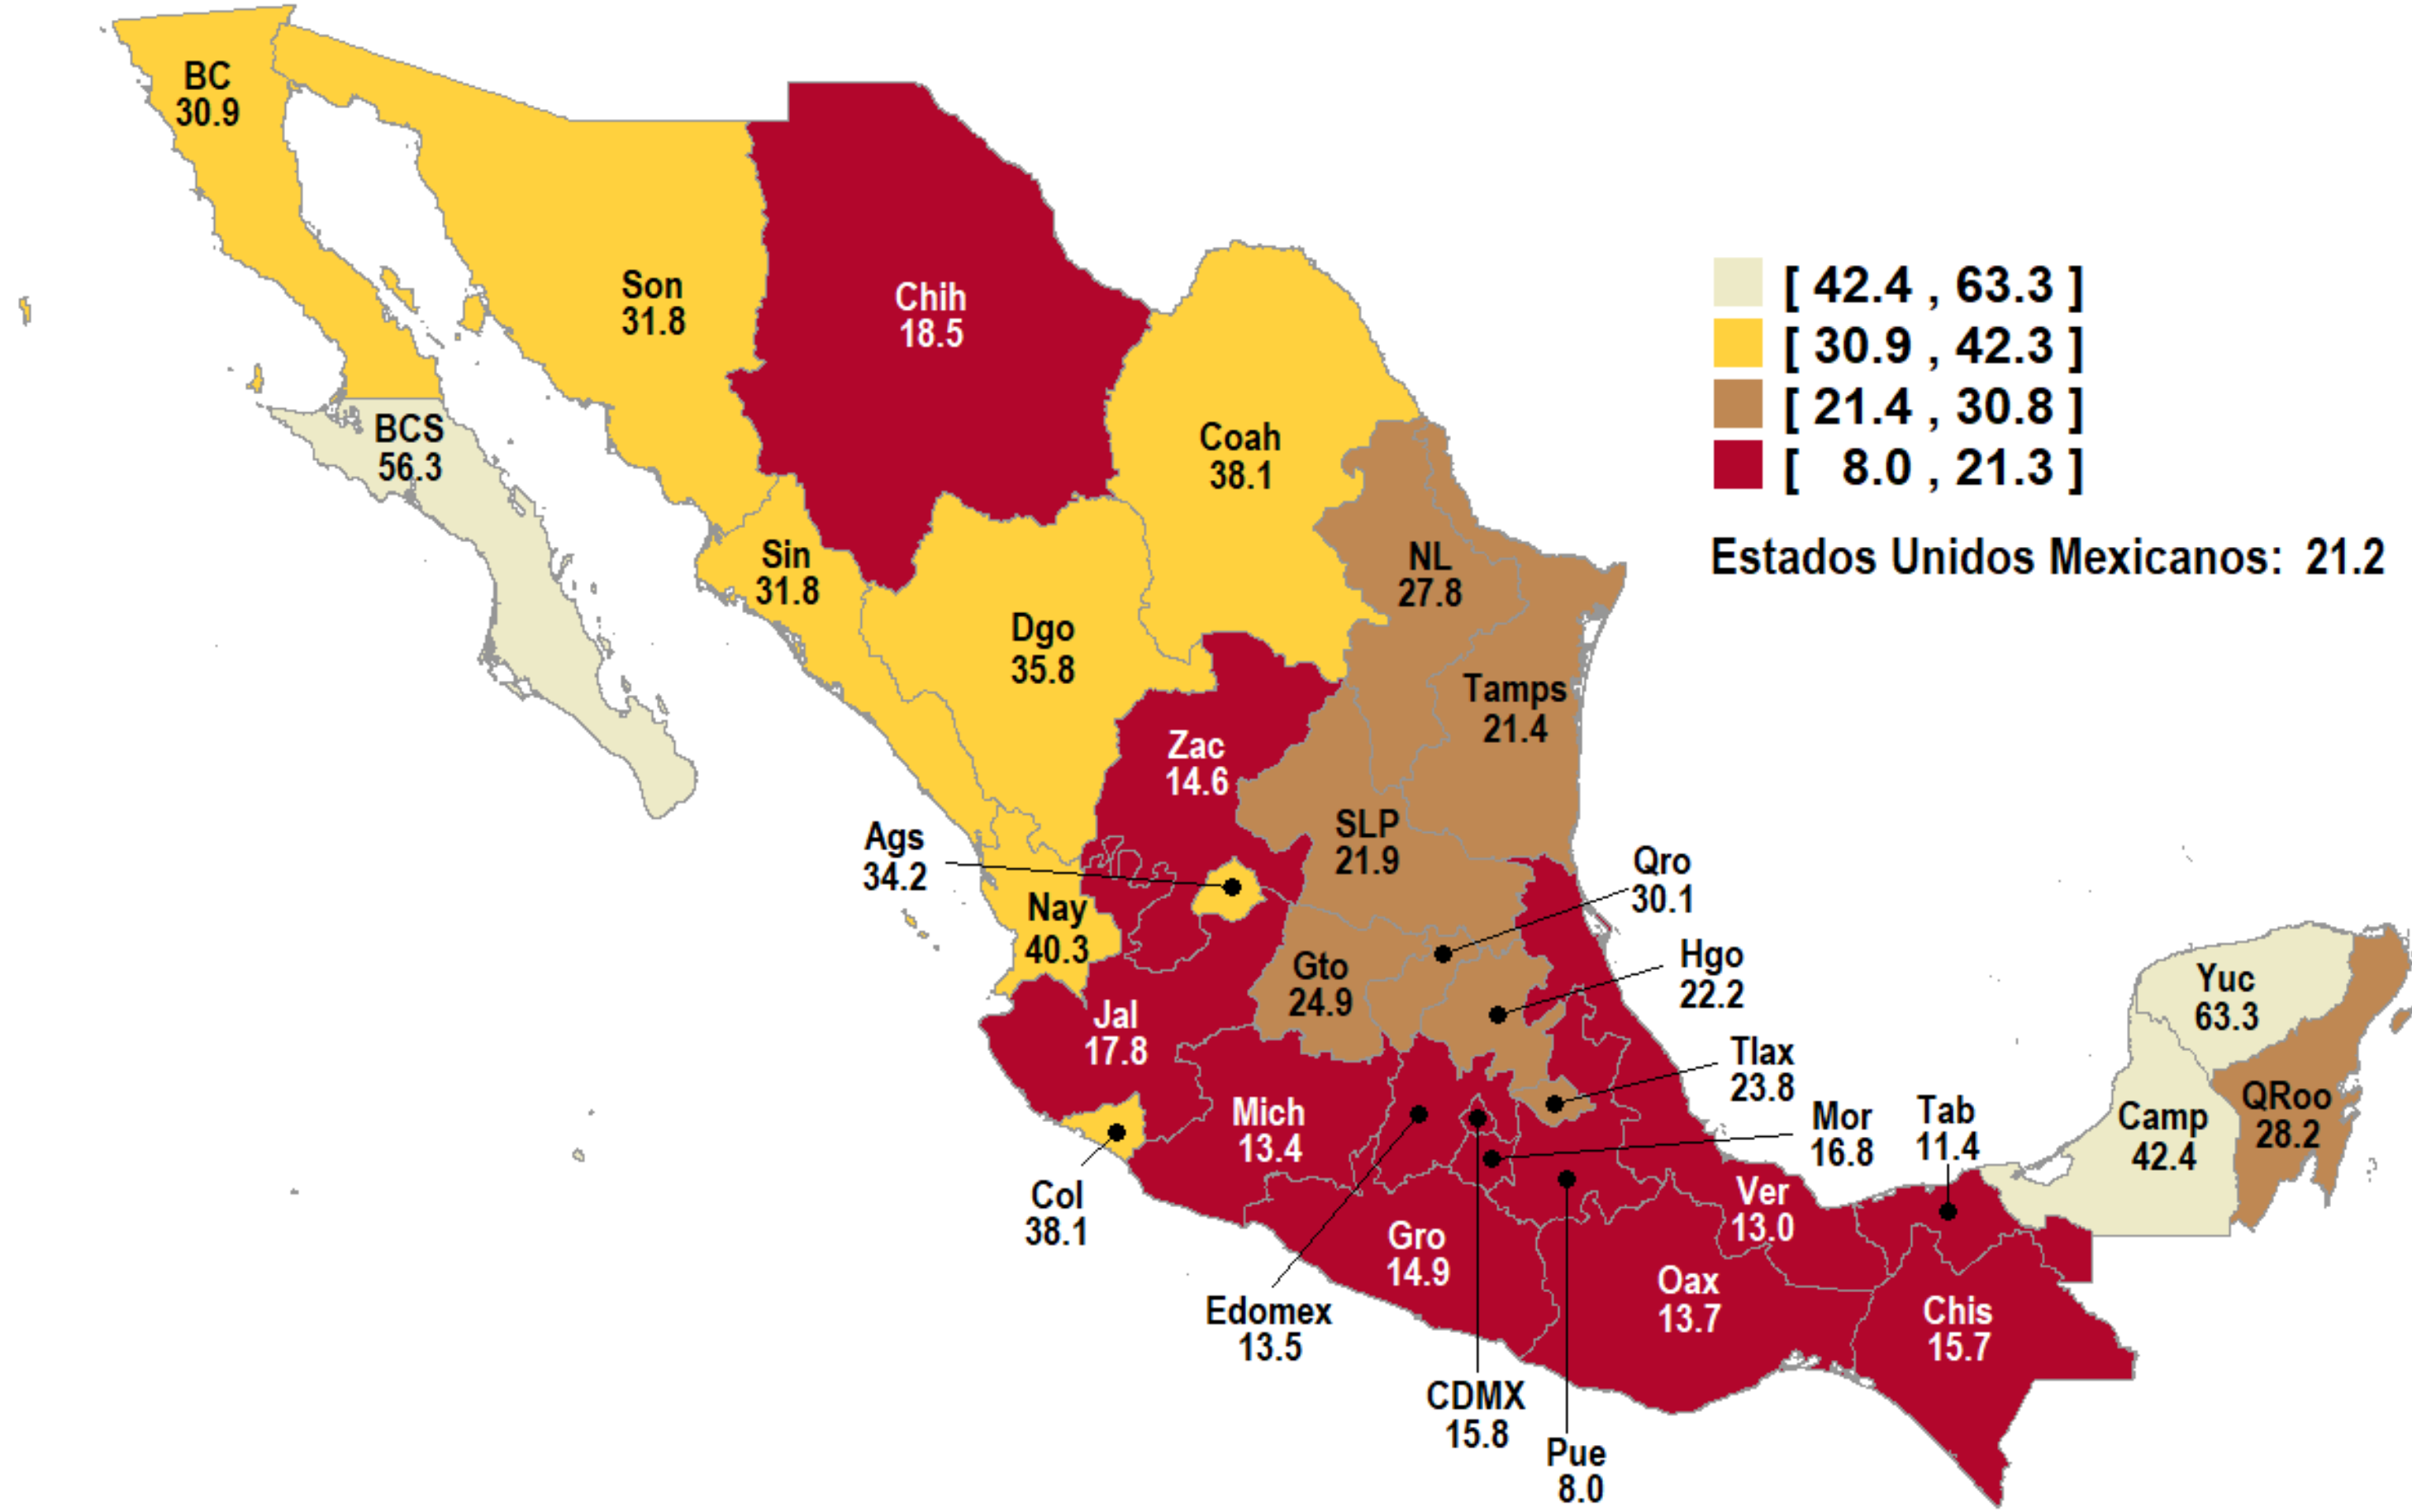 BC
30.9
Son
31.8
Chih
18.5
BCS
56.3
Coah
38.1
[ 42.4 , 63.3 ]
[ 30.9 , 42.3 ]
[ 21.4 , 30.8 ]
[ 8.0 , 21.3 ]
Estados Unidos Mexicanos: 21.2
Sin
31.8
NL
27.8
Dgo
35.8
Tamps
21.4
Zac
14.6
Ags
34.2
SLP
21.9
Qro
30.1
Nay
40.3
Gto
24.9
Hgo
22.2
Yuc
63.3
Jal
17.8
Tlax
23.8
Mich
13.4
Mor
16.8
Tab
11.4
Camp
42.4
QRoo
28.2
Col
38.1
Ver
13.0
Gro
14.9
Oax
13.7
Edomex
13.5
Chis
15.7
CDMX
15.8
Pue
8.0